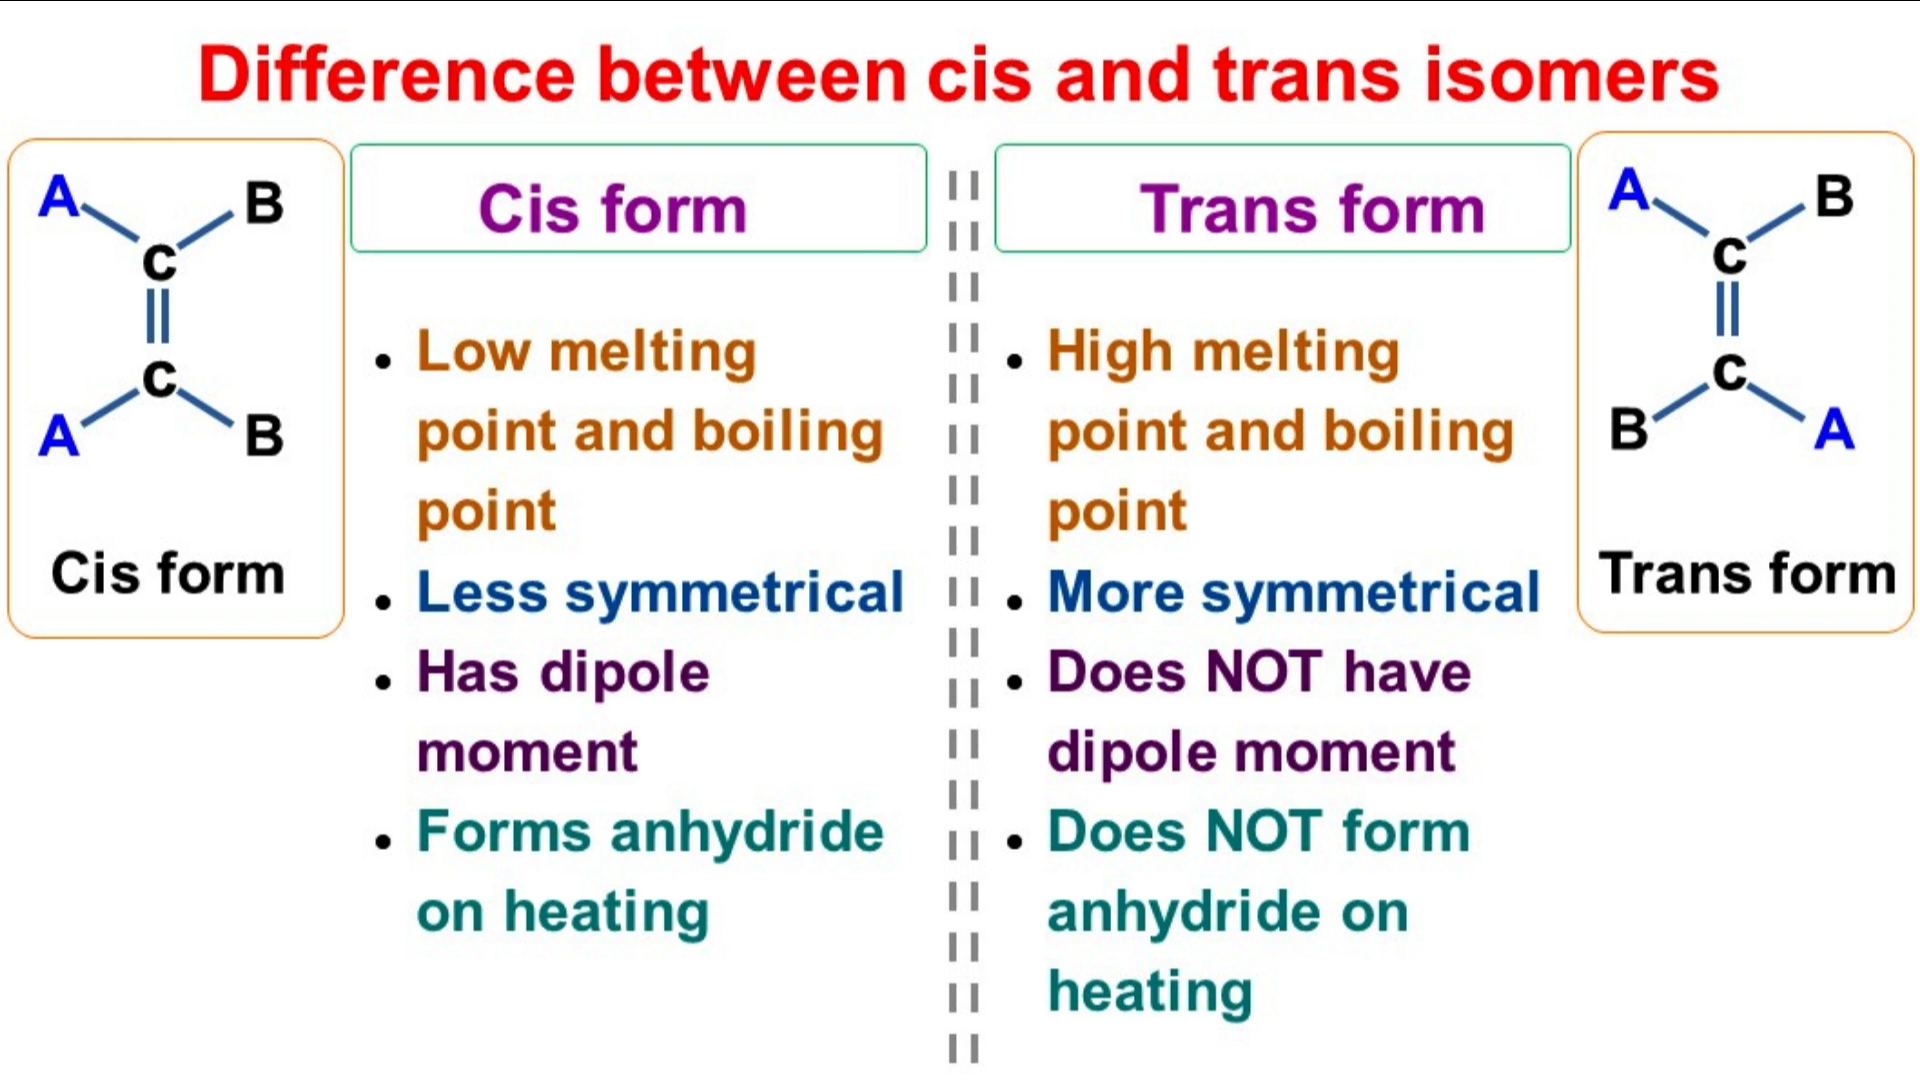 Difference between cis and trans isomers
A B
C
C
A B
Cis form
Cis form
Low melting
point and boiling
point
Less symmetrical
Has dipole
moment
Forms anhydride
on heating
Trans form
High melting
point and boiling
point
More symmetrical
Does NOT have
dipole moment
Does NOT form
anhydride on
heating
A B
C
C
B A
Trans form